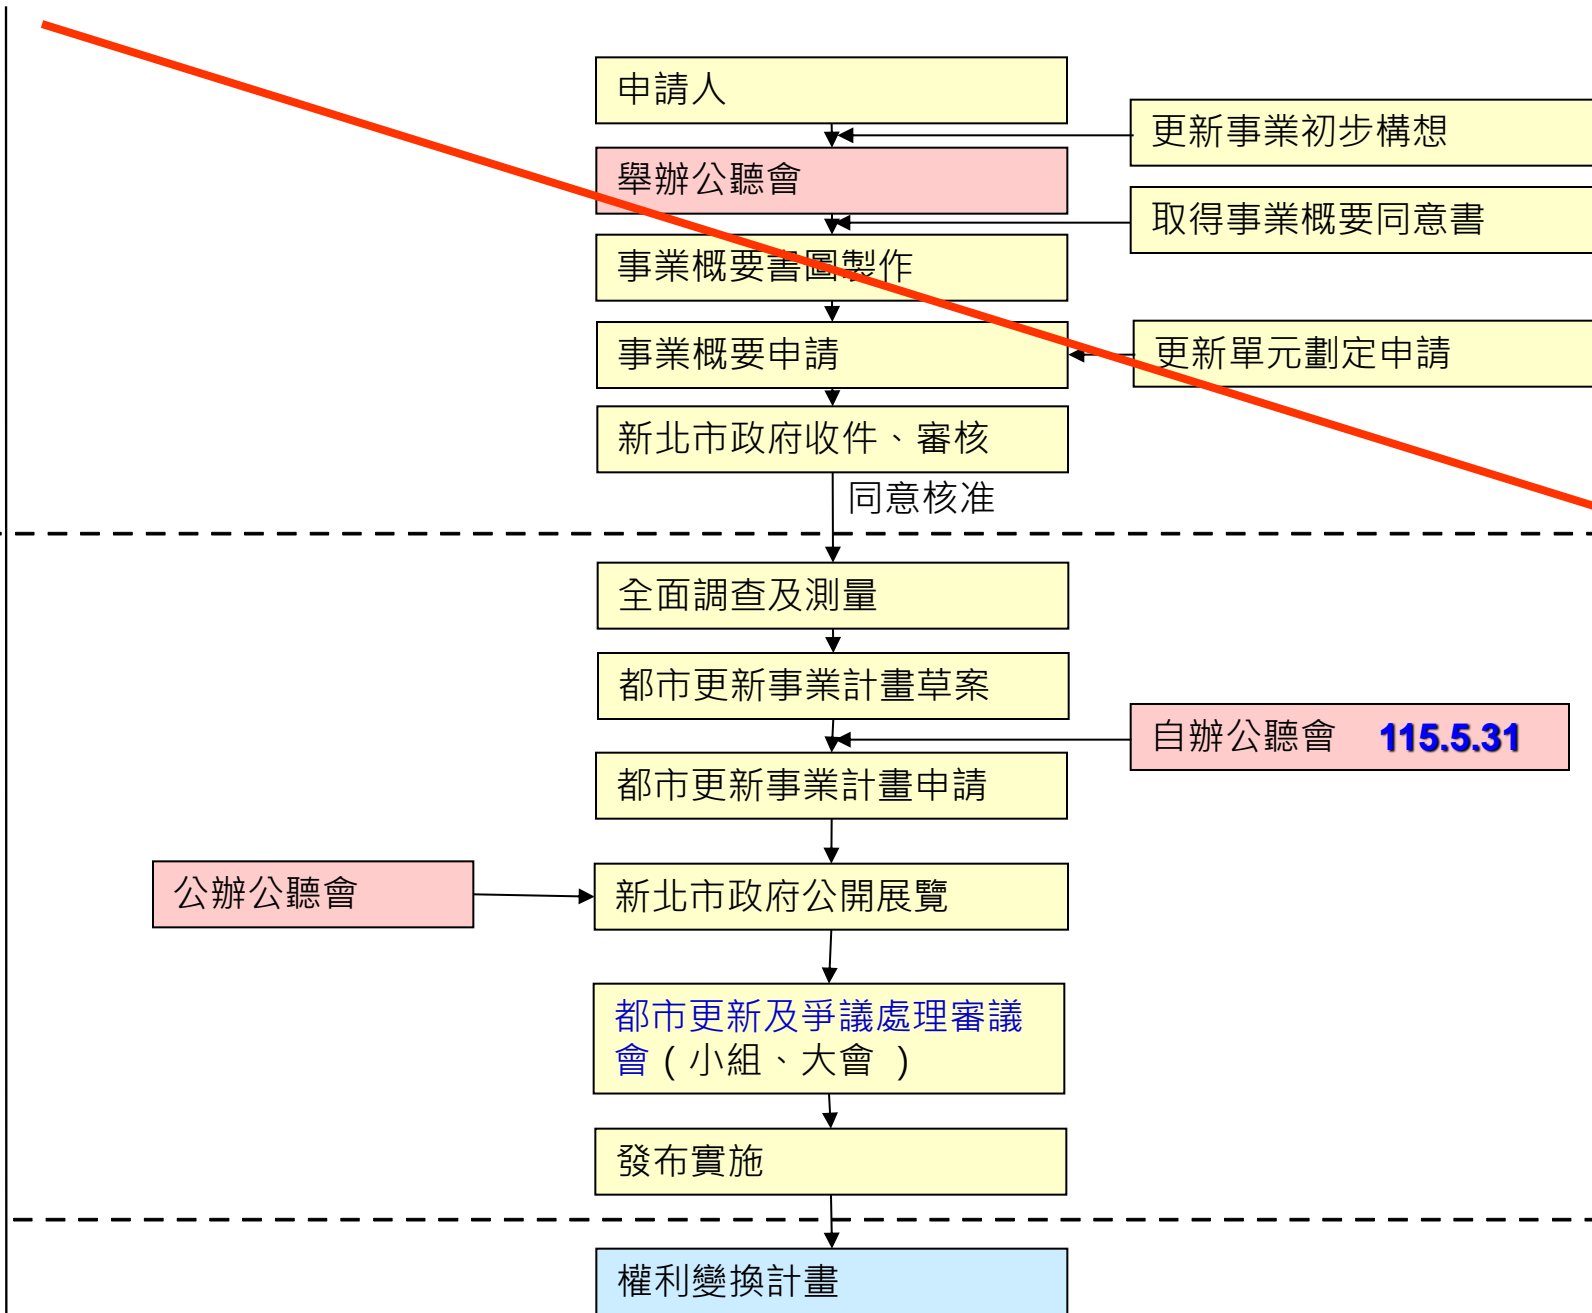 申請人
更新事業初步構想
舉辦公聽會
取得事業概要同意書
事業概要書圖製作
事業概要申請
更新單元劃定申請
新北市政府收件、審核
同意核准
全面調查及測量
都市更新事業計畫草案
自辦公聽會 115.5.31
都市更新事業計畫申請
公辦公聽會
新北市政府公開展覽
都市更新及爭議處理審議
會(小組、大會 )
發布實施
權利變換計畫